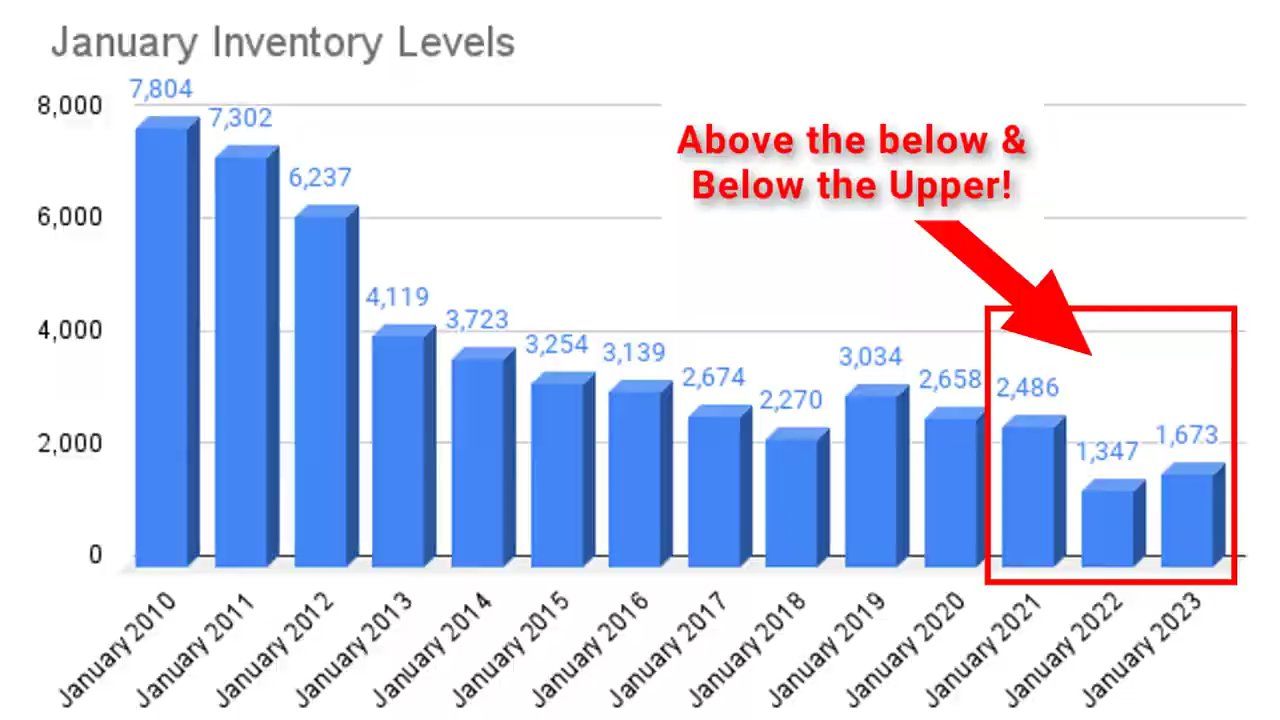 January Inventory Levels
7,804
8,000
7,302
Above the below &
Below the Upper!
6,237
6,000
4,119
4,000
3,723
3,254
3,139
2,674
2,270
3,034
2,658
2,486
1,347
1,673
2,000
0
January 2010
January 2011
January 2012
January 2013
January 2014
January 2015
January 2016
January 2017
January 2018
January 2019
January 2020
January 2021
January 2022
January 2023